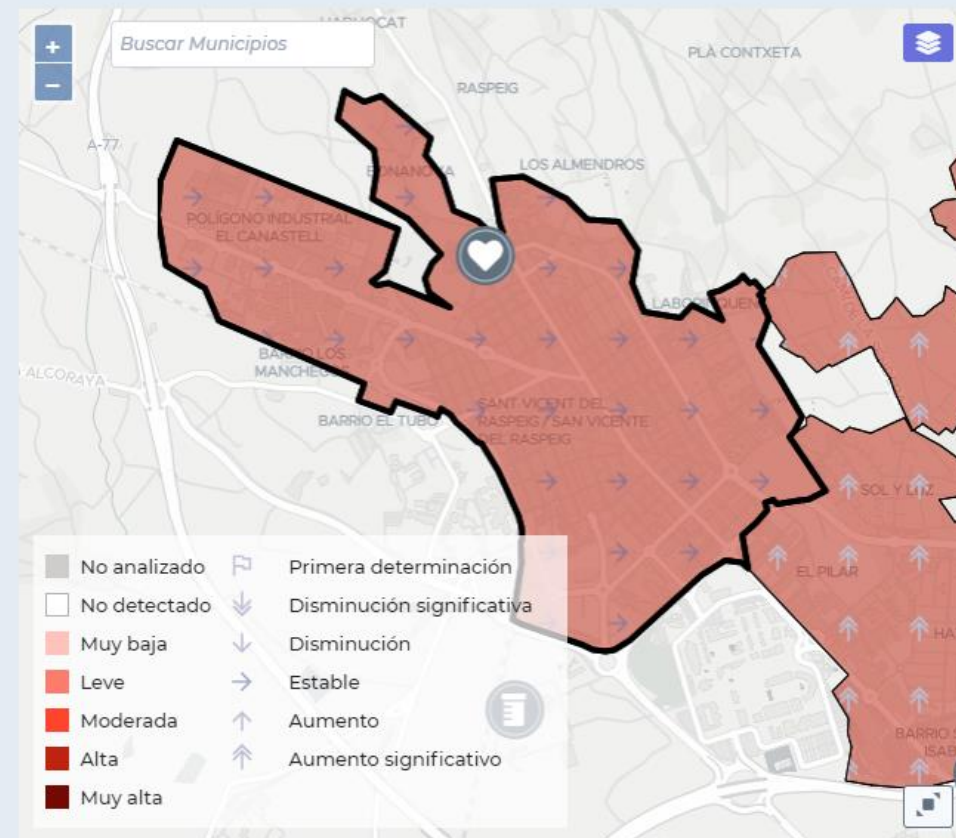 +
Buscar Municipios
−
PLÀ CONTXETA
RASPEIG
A-77
LOS ALMENDROS
POLÍGONO INDUSTRIAL
EL CANASTELL
BARRIO LOS
ALCORAYA
BARRIO EL TUBO
SANT VICENT DEL
RASPEIG / SAN VICENTE
DEL RASPEIG
SOL Y LUZ
EL PILAR
BARRIO
No analizado
Primera determinación
No detectado
Disminución significativa
Muy baja
Disminución
Leve
Estable
Moderada
Aumento
Alta
Aumento significativo
Muy alta